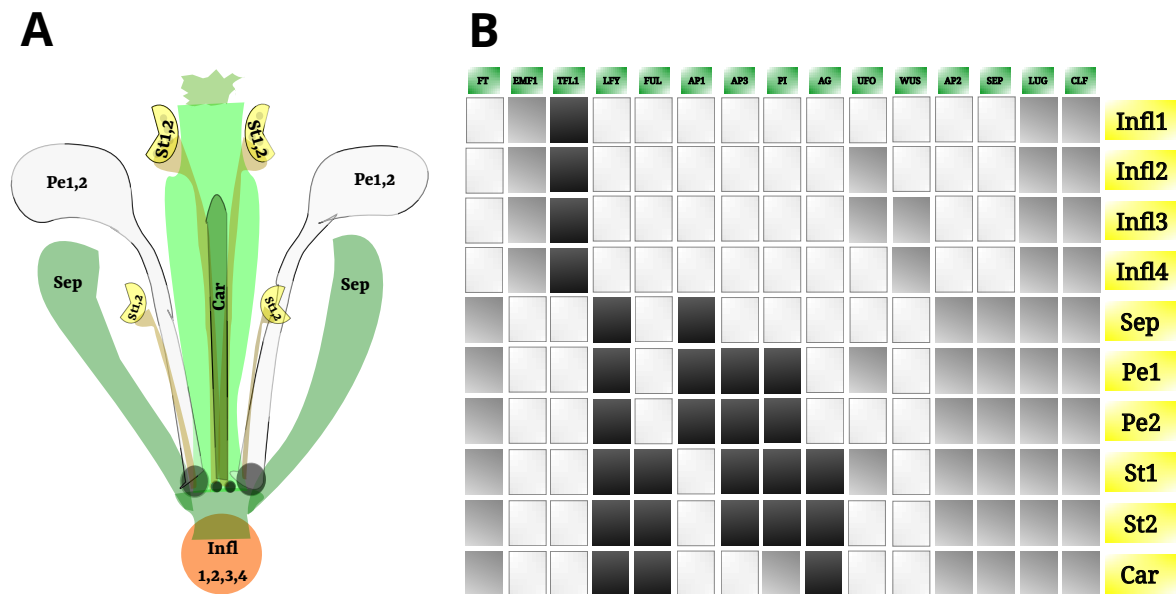 A
B
FT EMF1 TFL1 LFY FUL AP1 AP3 PI AG UFO WUS AP2 SEP LUG CLF
Infl1
Infl2
Infl3
Infl4
Sep
Pe1
Pe2
St1
St2
Car
St1,2
St1,2
Pe1,2
Pe1,2
Sep
Sep
Car
St1,2
St1,2
Infl
1,2,3,4